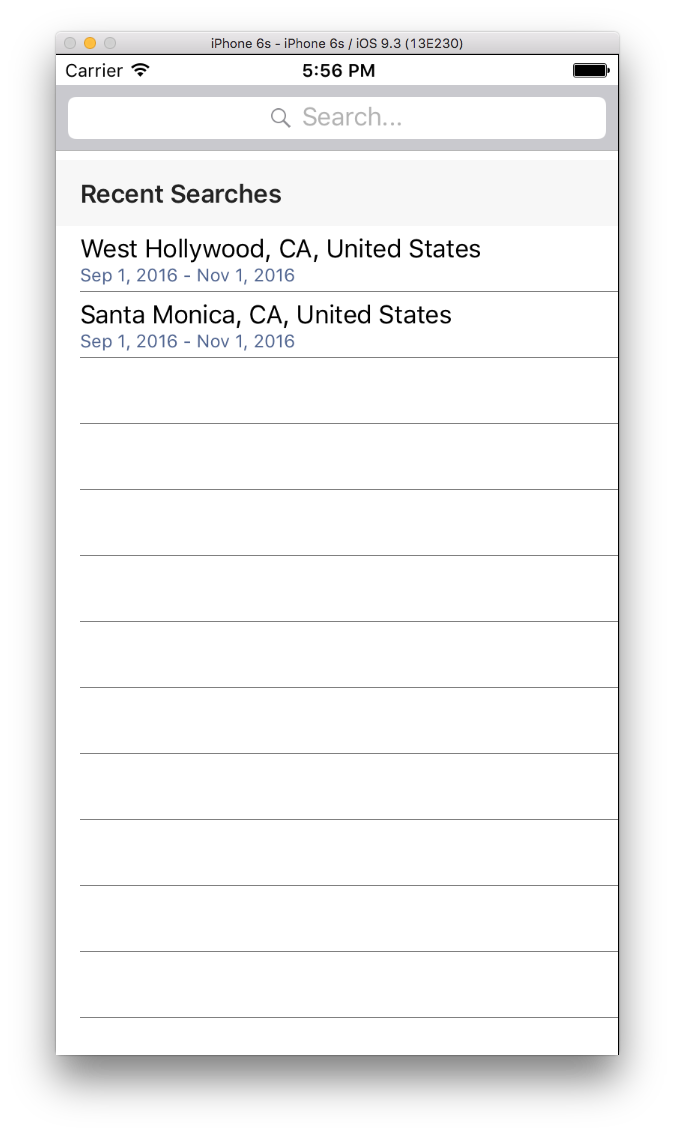 iPhone 6s - iPhone 6s / iOS 9.3 (13E230)
Carrier 5:56 PM
Search...
Recent Searches
West Hollywood, CA, United States
Sep 1, 2016 - Nov 1, 2016
Santa Monica, CA, United States
Sep 1, 2016 - Nov 1, 2016